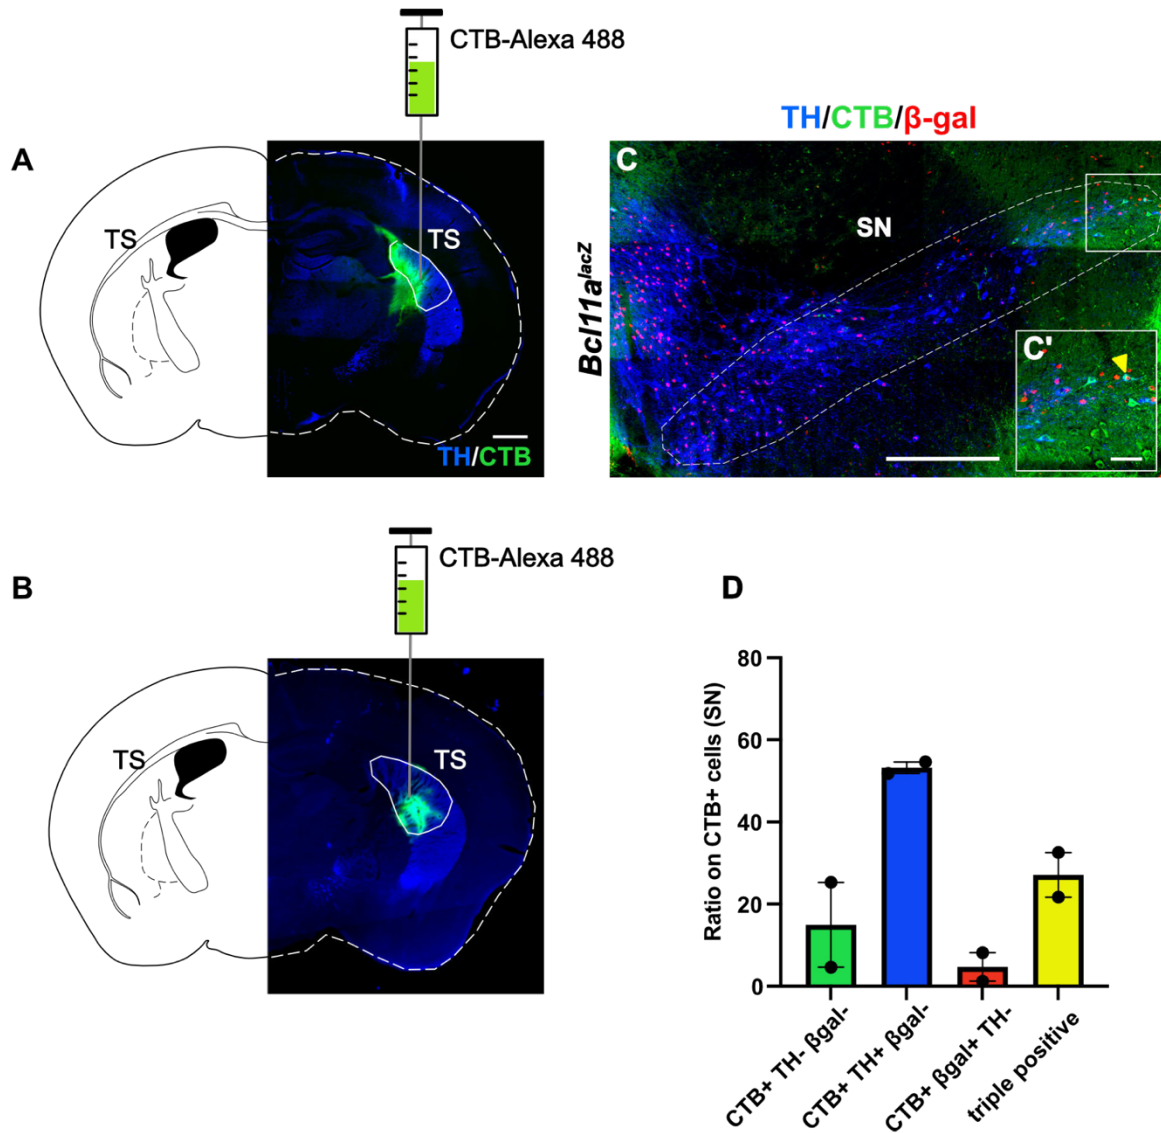 CTB-Alexa 488
A
TS
TS
TH/CTB
TH/CTB/β-gal
C
SN
Bcl11a^lacZ
C'
CTB-Alexa 488
B
TS
TS
D
Ratio on CTB+ cells (SN)
80
60
40
20
0
CTB+ TH- βgal-
CTB+ TH+ βgal-
CTB+ βgal+ TH-
triple positive